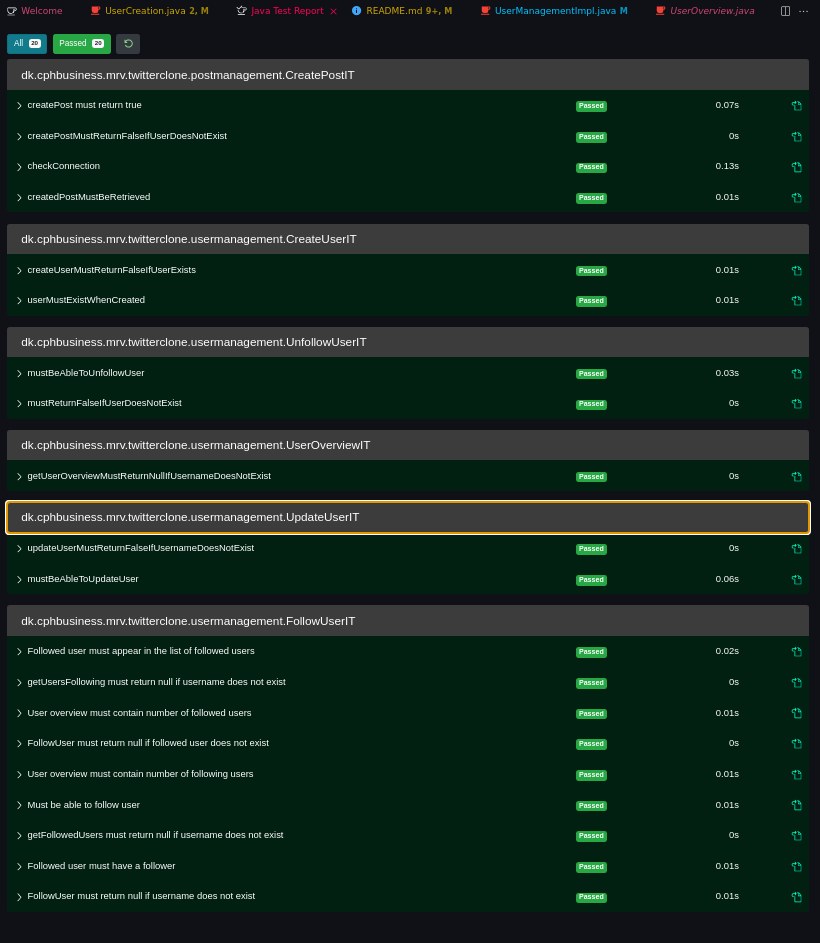 Welcome UserCreation.java 2, M Java Test Report × README.md 9+, M UserManagementImpl.java M UserOverview.java ...
All 20 Passed 20
dk.cphbusiness.mrv.twitterclone.postmanagement.CreatePostIT
createPost must return true Passed 0.07s
createPostMustReturnFalseIfUserDoesNotExist Passed 0s
checkConnection Passed 0.13s
createdPostMustBeRetrieved Passed 0.01s
dk.cphbusiness.mrv.twitterclone.usermanagement.CreateUserIT
createUserMustReturnFalseIfUserExists Passed 0.01s
userMustExistWhenCreated Passed 0.01s
dk.cphbusiness.mrv.twitterclone.usermanagement.UnfollowUserIT
mustBeAbleToUnfollowUser Passed 0.03s
mustReturnFalseIfUserDoesNotExist Passed 0s
dk.cphbusiness.mrv.twitterclone.usermanagement.UserOverviewIT
getUserOverviewMustReturnNullIfUsernameDoesNotExist Passed 0s
dk.cphbusiness.mrv.twitterclone.usermanagement.UpdateUserIT
updateUserMustReturnFalseIfUsernameDoesNotExist Passed 0s
mustBeAbleToUpdateUser Passed 0.06s
dk.cphbusiness.mrv.twitterclone.usermanagement.FollowUserIT
Followed user must appear in the list of followed users Passed 0.02s
getUsersFollowing must return null if username does not exist Passed 0s
User overview must contain number of followed users Passed 0.01s
FollowUser must return null if followed user does not exist Passed 0s
User overview must contain number of following users Passed 0.01s
Must be able to follow user Passed 0.01s
getFollowedUsers must return null if username does not exist Passed 0s
Followed user must have a follower Passed 0.01s
FollowUser must return null if username does not exist Passed 0.01s